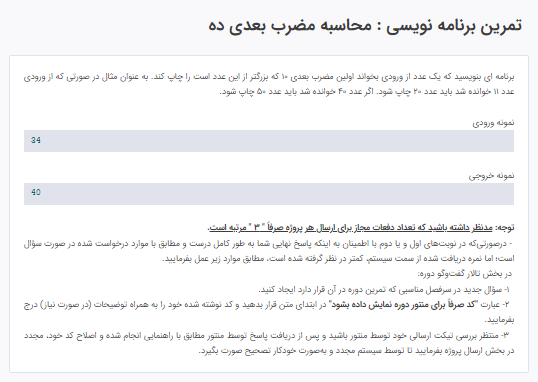 تمرین برنامه نویسی : محاسبه مضرب بعدی ده
برنامه ای بنویسید که یک عدد از ورودی بخواند اولین مضرب بعدی ۱۰ که بزرگتر از این عدد است را چاپ کند. به عنوان مثال در صورتی که از ورودی
عدد ۱۱ خوانده شد باید عدد ۲۰ چاپ شود. اگر عدد ۴۰ خوانده شد باید عدد ۵۰ چاپ شود.
نمونه ورودی
34
نمونه خروجی
40
توجه: مدنظر داشته باشید که تعداد دفعات مجاز برای ارسال هر پروژه صرفاً " ۳ " مرتبه است.
- درصورتی‌که در نوبت‌های اول و یا دوم با اطمینان به اینکه پاسخ نهایی شما به طور کامل درست و مطابق با موارد درخواست شده در صورت سؤال
است؛ اما نمره دریافت شده از سمت سیستم، کمتر در نظر گرفته شده است، مطابق موارد زیر عمل بفرمایید.
در بخش تالار گفت‌وگو دوره:
۱- سؤال جدید در سرفصل مناسبی که تمرین دوره در آن قرار دارد ایجاد کنید.
۲- عبارت "کد صرفاً برای منتور دوره نمایش داده بشود" در ابتدای متن قرار بدهید و کد نوشته شده خود را به همراه توضیحات (در صورت نیاز) درج
بفرمایید.
۳- منتظر بررسی تیکت ارسالی خود توسط منتور باشید و پس از دریافت پاسخ توسط منتور مطابق با راهنمایی انجام شده و اصلاح کد خود، مجدد
در بخش ارسال پروژه بفرمایید تا توسط سیستم مجدد و به‌صورت خودکار تصحیح صورت بگیرد.